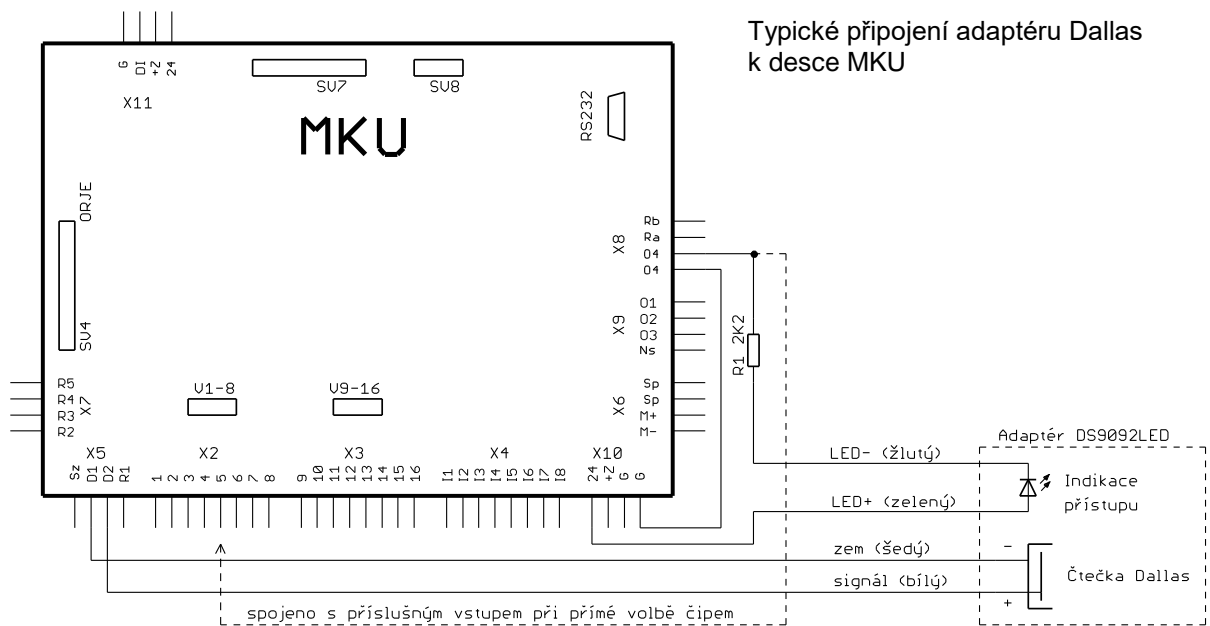 Typické připojení adaptéru Dallas
k desce MKU
G
DI
+Z
24
X11
SV7
SV8
RS232
MKU
ORJE
SV4
Rb
Ra
O4
O4
X8
O1
O2
O3
Ns
X9
R1 2K2
R5
R4
R3
R2
X7
V1-8
V9-16
Sp
Sp
M+
M-
X6
X5
X2
X3
X4
X10
Sz
D1
D2
R1
1
2
3
4
5
6
7
8
9
10
11
12
13
14
15
16
I1
I2
I3
I4
I5
I6
I7
I8
24
+Z
G
G
Adaptér DS9092LED
LED- (žlutý)
Indikace
přístupu
LED+ (zelený)
zem (šedý)
-
Čtečka Dallas
signál (bílý)
+
spojeno s příslušným vstupem při přímé volbě čipem